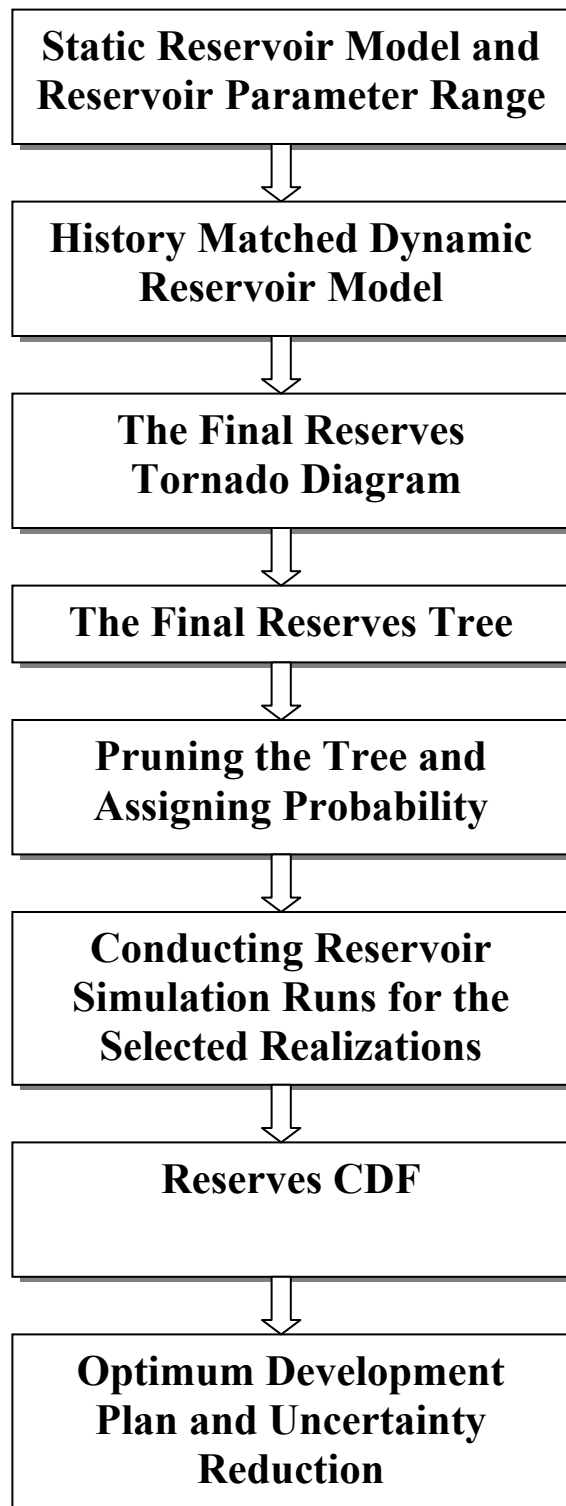 Static Reservoir Model and
Reservoir Parameter Range
History Matched Dynamic
Reservoir Model
The Final Reserves
Tornado Diagram
The Final Reserves Tree
Pruning the Tree and
Assigning Probability
Conducting Reservoir
Simulation Runs for the
Selected Realizations
Reserves CDF
Optimum Development
Plan and Uncertainty
Reduction